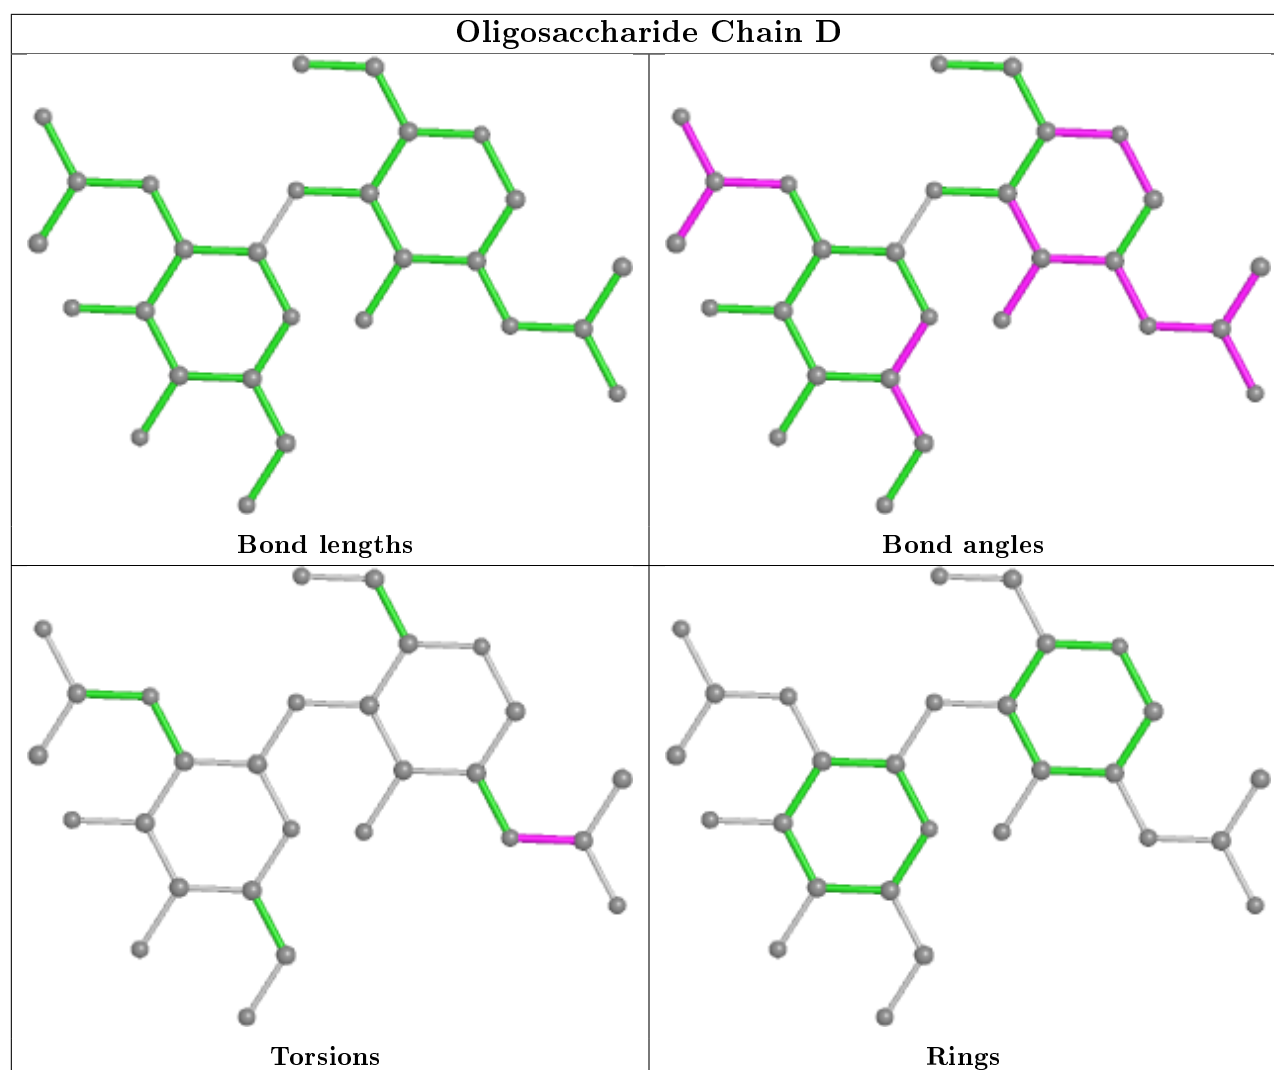 Oligosaccharide Chain D
Bond lengths
Bond angles
Torsions
Rings